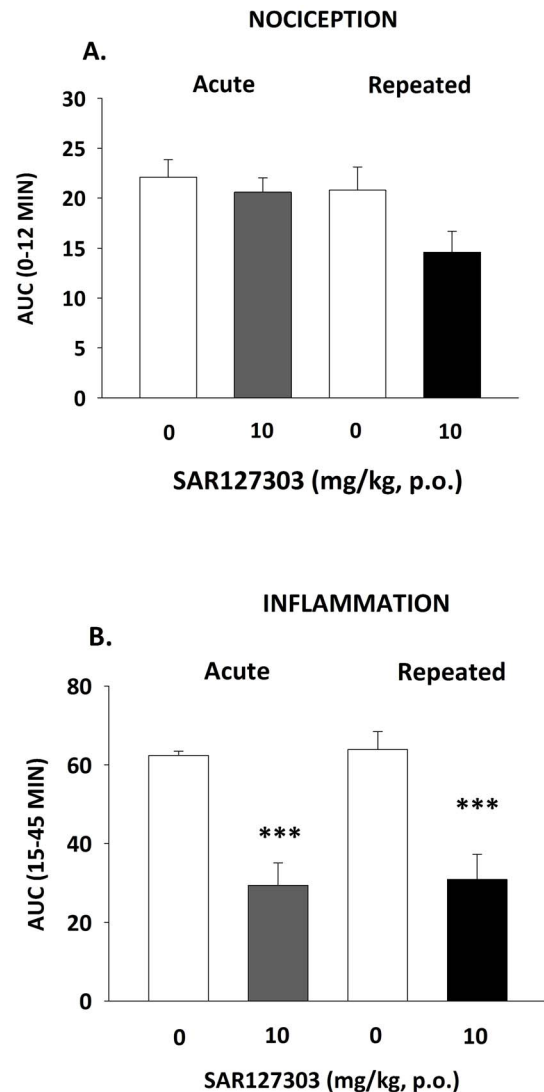 NOCICEPTION
A.
Acute Repeated
30
25
20
15
10
5
0
AUC (0-12 MIN)
0 10 0 10
SAR127303 (mg/kg, p.o.)
INFLAMMATION
B.
Acute Repeated
80
60
40
20
0
AUC (15-45 MIN)
***
***
0 10 0 10
SAR127303 (mg/kg, p.o.)